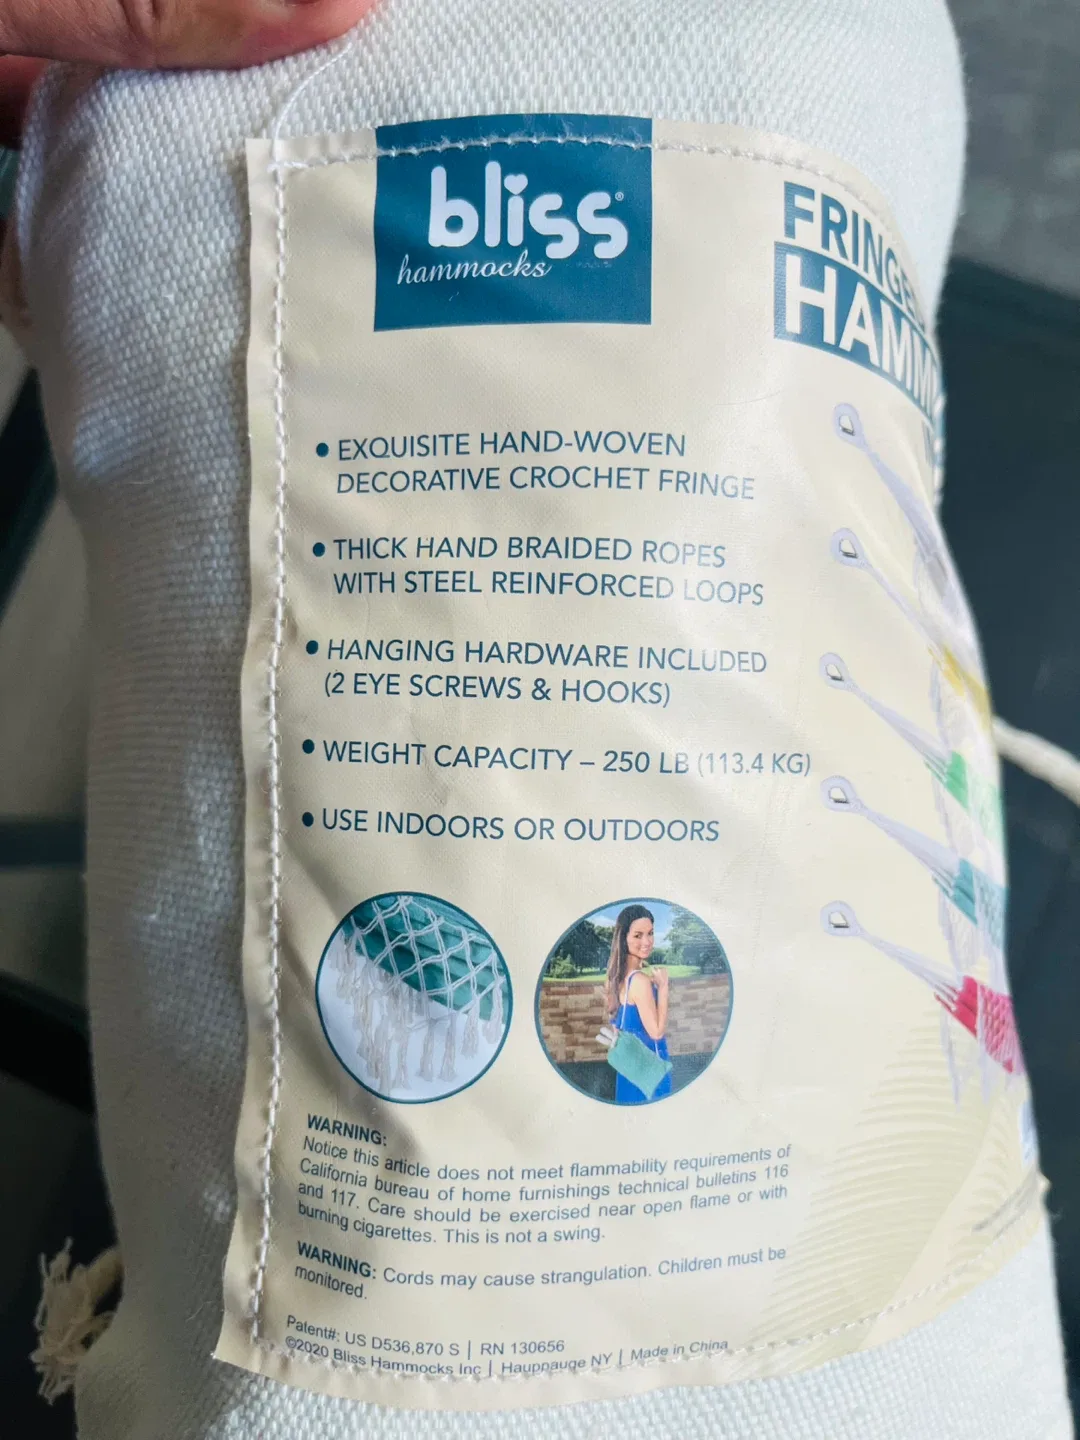 bliss®
hammocks
FRINGE
HAMM
• EXQUISITE HAND-WOVEN
DECORATIVE CROCHET FRINGE
• THICK HAND BRAIDED ROPES
WITH STEEL REINFORCED LOOPS
• HANGING HARDWARE INCLUDED
(2 EYE SCREWS & HOOKS)
• WEIGHT CAPACITY – 250 LB (113.4 KG)
• USE INDOORS OR OUTDOORS
WARNING:
Notice this article does not meet flammability requirements of
California bureau of home furnishings technical bulletins 116
and 117. Care should be exercised near open flame or with
burning cigarettes. This is not a swing.
WARNING: Cords may cause strangulation. Children must be
monitored.
Patent#: US D536,870 S | RN 130656
©2020 Bliss Hammocks Inc | Hauppauge NY | Made in China